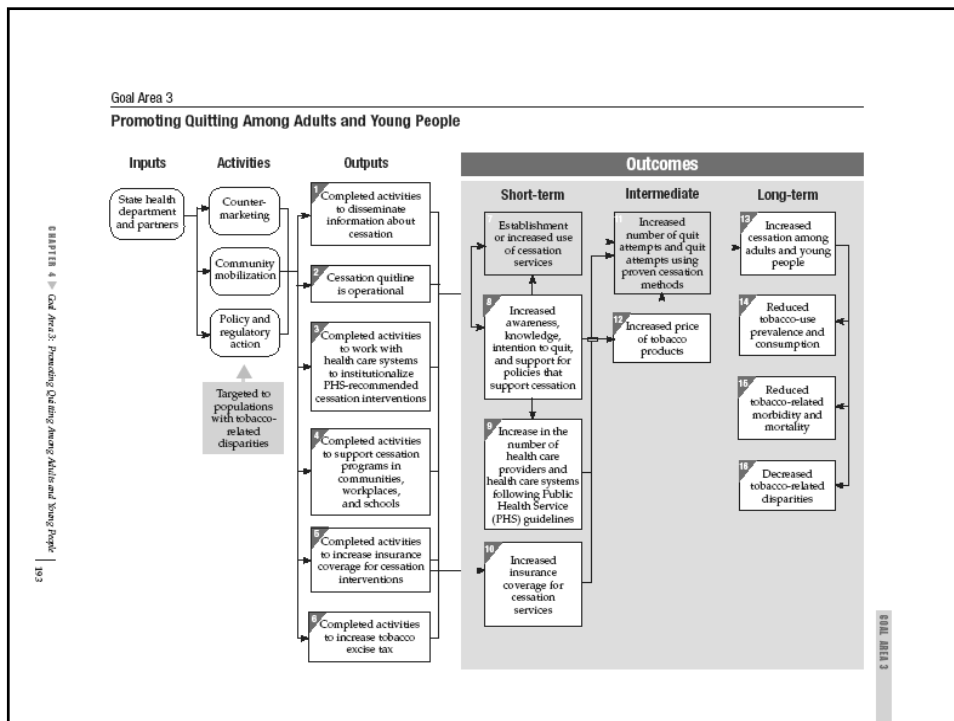 Goal Area 3
Promoting Quitting Among Adults and Young People
Inputs
Activities
Outputs
Outcomes
Short-term
Intermediate
Long-term
State health
department
and partners
Counter-
marketing
Community
mobilization
Policy and
regulatory
action
Targeted to
populations
with tobacco-
related
disparities
1
Completed activities
to disseminate
information about
cessation
2
Cessation quitline
is operational
3
Completed activities
to work with
health care systems
to institutionalize
PHS-recommended
cessation interventions
4
Completed activities
to support cessation
programs in
communities,
workplaces,
and schools
5
Completed activities
to increase insurance
coverage for cessation
interventions
6
Completed activities
to increase tobacco
excise tax
7
Establishment
or increased use
of cessation
services
8
Increased
awareness,
knowledge,
intention to quit,
and support for
policies that
support cessation
9
Increase in the
number of
health care
providers and
health care systems
following Public
Health Service
(PHS) guidelines
10
Increased
insurance
coverage for
cessation
services
11
Increased
number of quit
attempts and quit
attempts using
proven cessation
methods
12
Increased price
of tobacco
products
13
Increased
cessation among
adults and young
people
14
Reduced
tobacco-use
prevalence and
consumption
15
Reduced
tobacco-related
morbidity and
mortality
16
Decreased
tobacco-related
disparities
CHAPTER 4 ▶ Goal Area 3: Promoting Quitting Among Adults and Young People
193
GOAL AREA 3